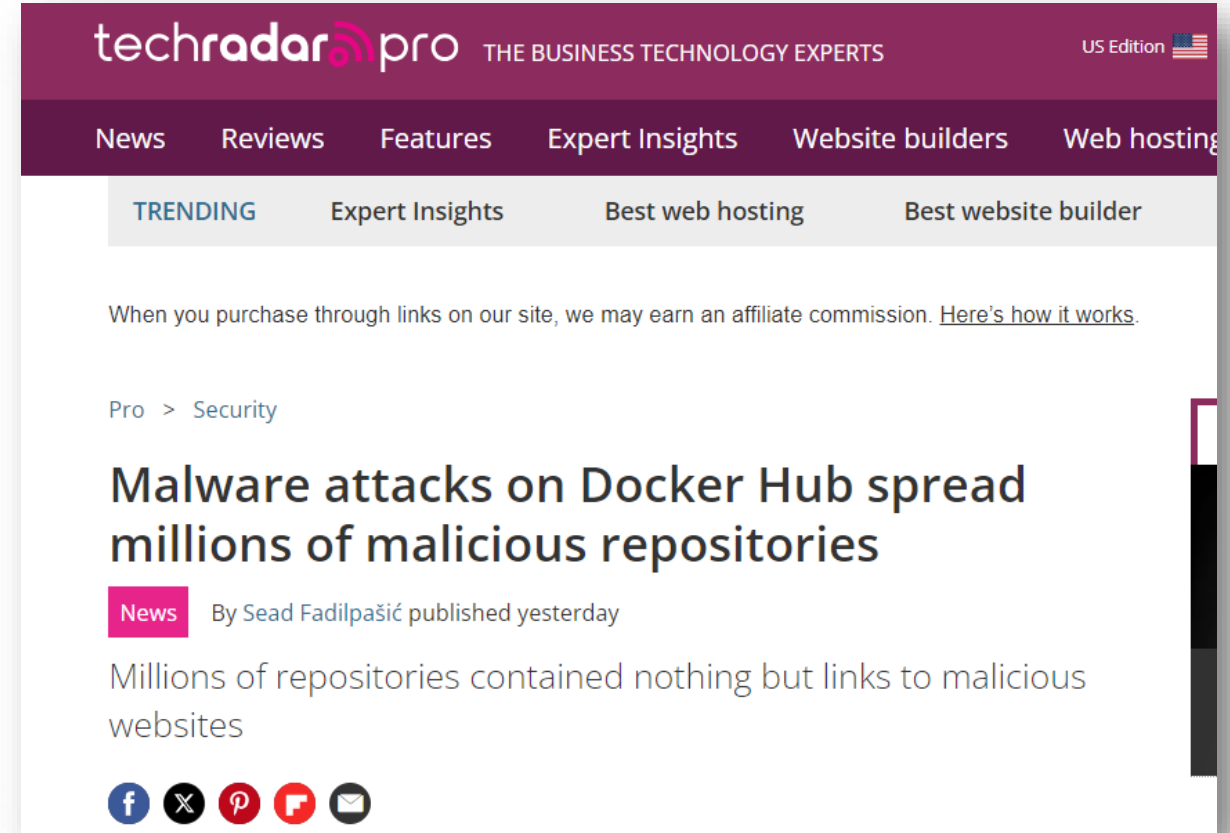 techradar pro THE BUSINESS TECHNOLOGY EXPERTS US Edition
News Reviews Features Expert Insights Website builders Web hosting
TRENDING Expert Insights Best web hosting Best website builder
When you purchase through links on our site, we may earn an affiliate commission. Here's how it works.
Pro > Security
Malware attacks on Docker Hub spread
millions of malicious repositories
News By Sead Fadilpašić published yesterday
Millions of repositories contained nothing but links to malicious
websites